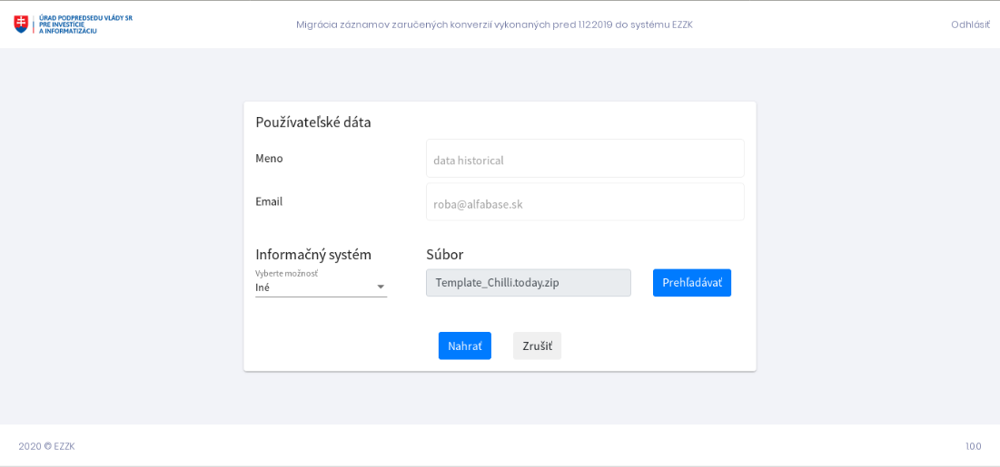 ÚRAD PODPREDSEDU VLÁDY SR
PRE INVESTÍCIE
A INFORMATIZÁCIU
Migrácia záznamov zaručených konverzií vykonaných pred 1.12.2019 do systému EZZK
Odhlásiť
Používateľské dáta
Meno
data historical
Email
roba@alfabase.sk
Informačný systém
Súbor
Vyberte možnosť
Iné
Template_Chilli.today.zip
Prehľadávať
Nahrať
Zrušiť
2020 © EZZK
1.0.0